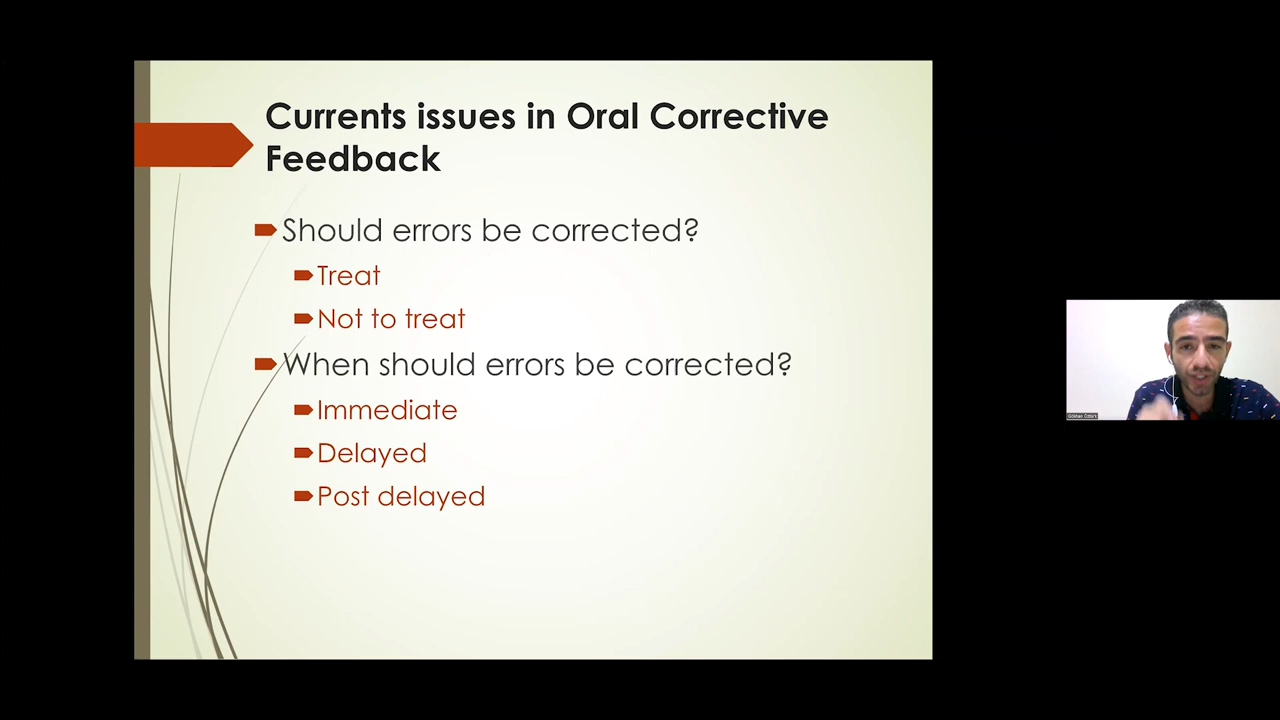 Currents issues in Oral Corrective
Feedback
Should errors be corrected?
Treat
Not to treat
When should errors be corrected?
Immediate
Delayed
Post delayed